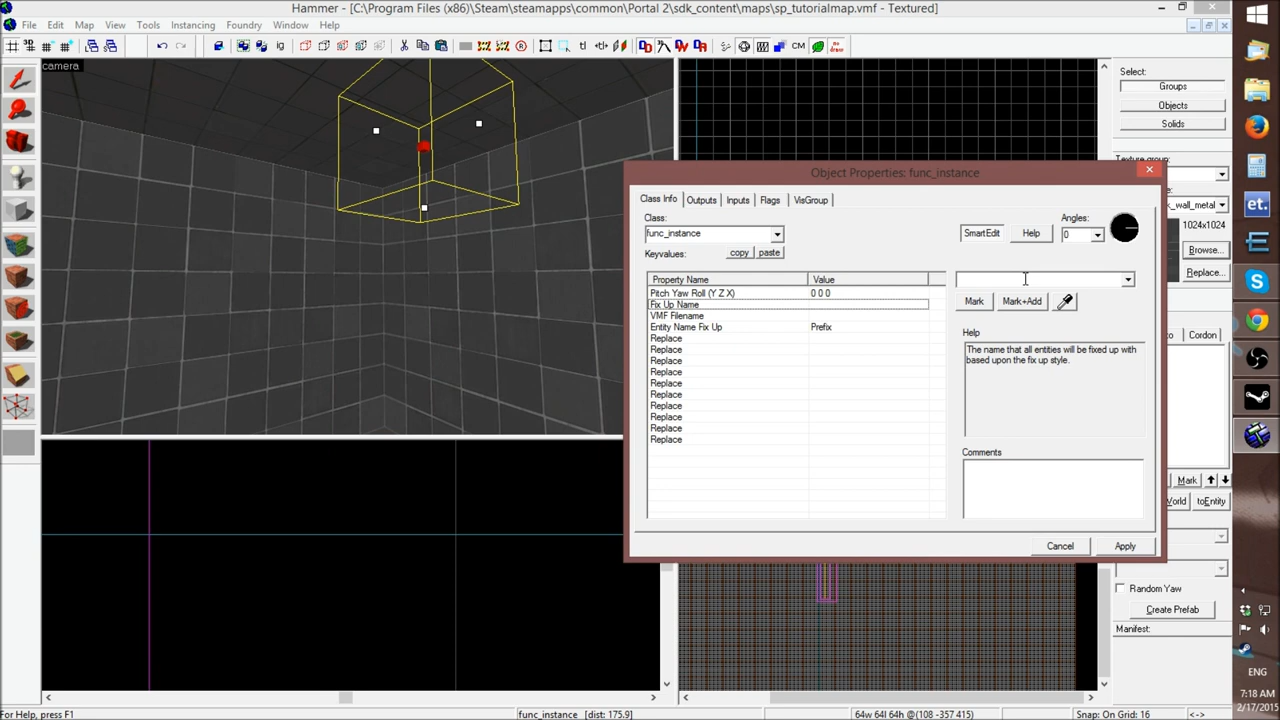 Hammer - [C:\Program Files (x86)\Steam\steamapps\common\Portal 2\sdk_content\maps\sp_tutorialmap.vmf - Textured]
File Edit Map View Tools Instancing Foundry Window Help
CM
camera
Select:
Groups
Objects
Solids
Object Properties: func_instance
Class Info Outputs Inputs Flags VisGroup
Class:
func_instance
SmartEdit
Help
Angles:
0
Keyvalues:
copy
paste
Property Name Value
Pitch Yaw Roll (Y Z X) 0 0 0
Fix Up Name
VMF Filename
Entity Name Fix Up Prefix
Replace
Replace
Replace
Replace
Replace
Replace
Replace
Replace
Replace
Replace
Mark
Mark+Add
Help
The name that all entities will be fixed up with
based upon the fix up style.
Comments
Cancel
Apply
Texture group:
k_wall_metal
1024x1024
Browse...
Replace...
Cordon
Mark
toEntity
Random Yaw
Create Prefab
Manifest:
et.
ENG
7:18 AM
2/17/2015
For Help, press F1
func_instance [dist: 175.9]
64w 64l 64h @(108 -357 415)
Snap: On Grid: 16
<->